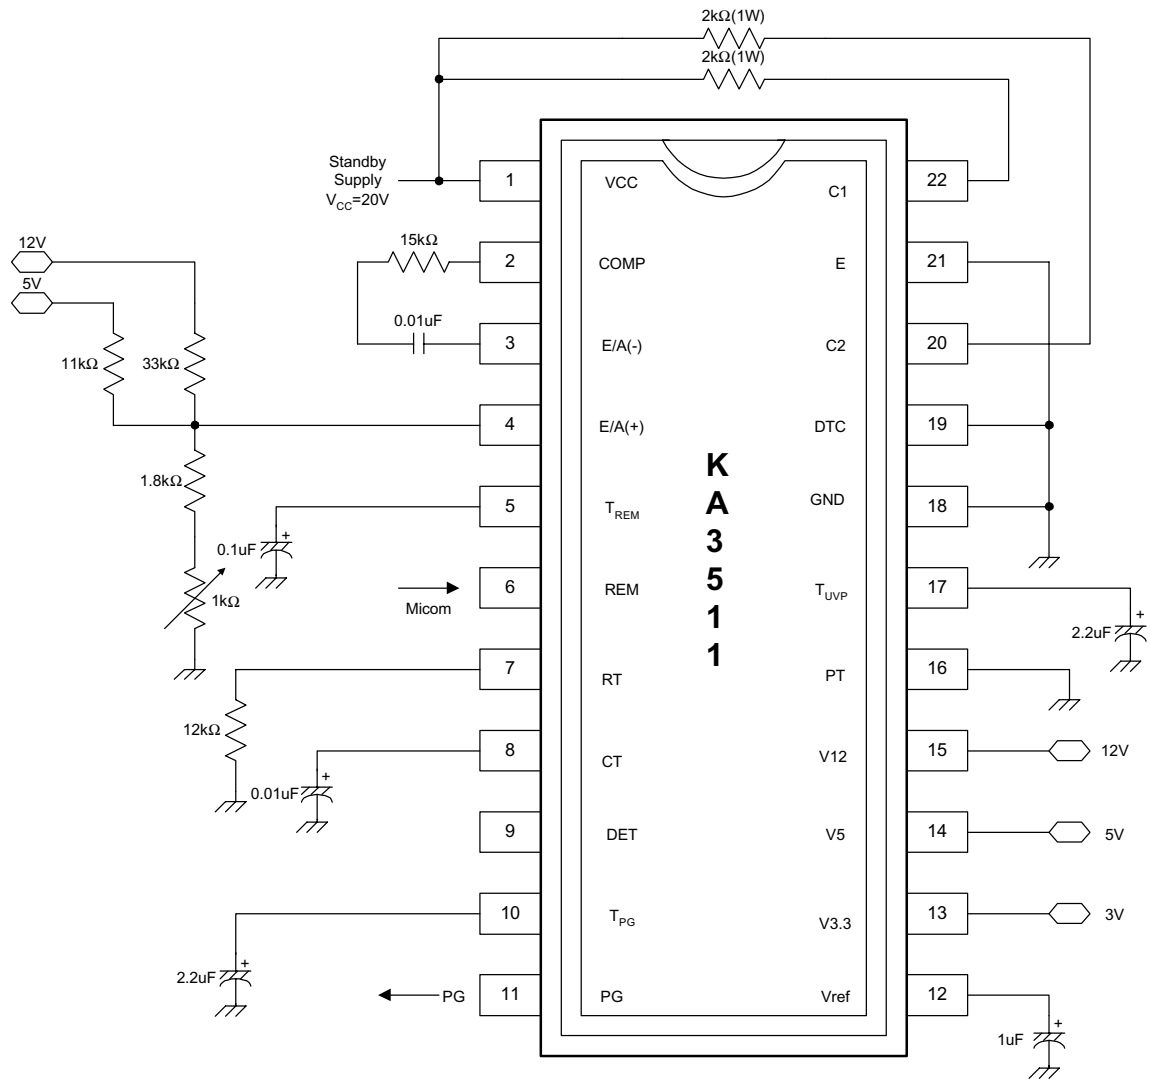 2kΩ(1W)
2kΩ(1W)
Standby
Supply
VCC=20V
1
VCC
C1
22
12V
15kΩ
2
COMP
E
21
5V
0.01uF
3
E/A(-)
C2
20
11kΩ
33kΩ
4
E/A(+)
DTC
19
K
A
3
5
1
1
1.8kΩ
5
TREM
GND
18
0.1uF
+
Micom
6
REM
TUVP
17
1kΩ
2.2uF
+
7
RT
PT
16
12kΩ
8
CT
V12
15
12V
0.01uF
+
9
DET
V5
14
5V
10
TPG
V3.3
13
3V
2.2uF
+
PG
11
PG
Vref
12
1uF
+